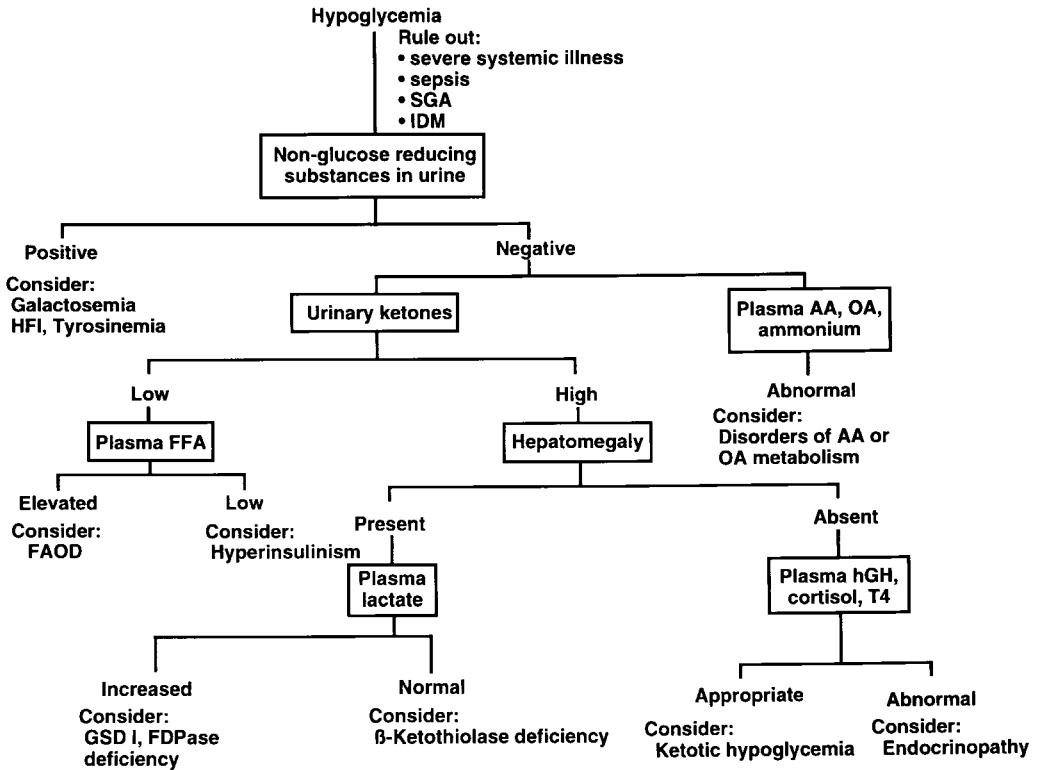 Hypoglycemia
Rule out:
• severe systemic illness
• sepsis
• SGA
• IDM
Non-glucose reducing
substances in urine
Positive
Consider:
Galactosemia
HFI, Tyrosinemia
Negative
Urinary ketones
Plasma AA, OA,
ammonium
Abnormal
Consider:
Disorders of AA or
OA metabolism
Low
Plasma FFA
Elevated
Consider:
FAOD
Low
Consider:
Hyperinsulinism
High
Hepatomegaly
Present
Plasma
lactate
Increased
Consider:
GSD I, FDPase
deficiency
Normal
Consider:
ß-Ketothiolase deficiency
Absent
Plasma hGH,
cortisol, T4
Appropriate
Consider:
Ketotic hypoglycemia
Abnormal
Consider:
Endocrinopathy